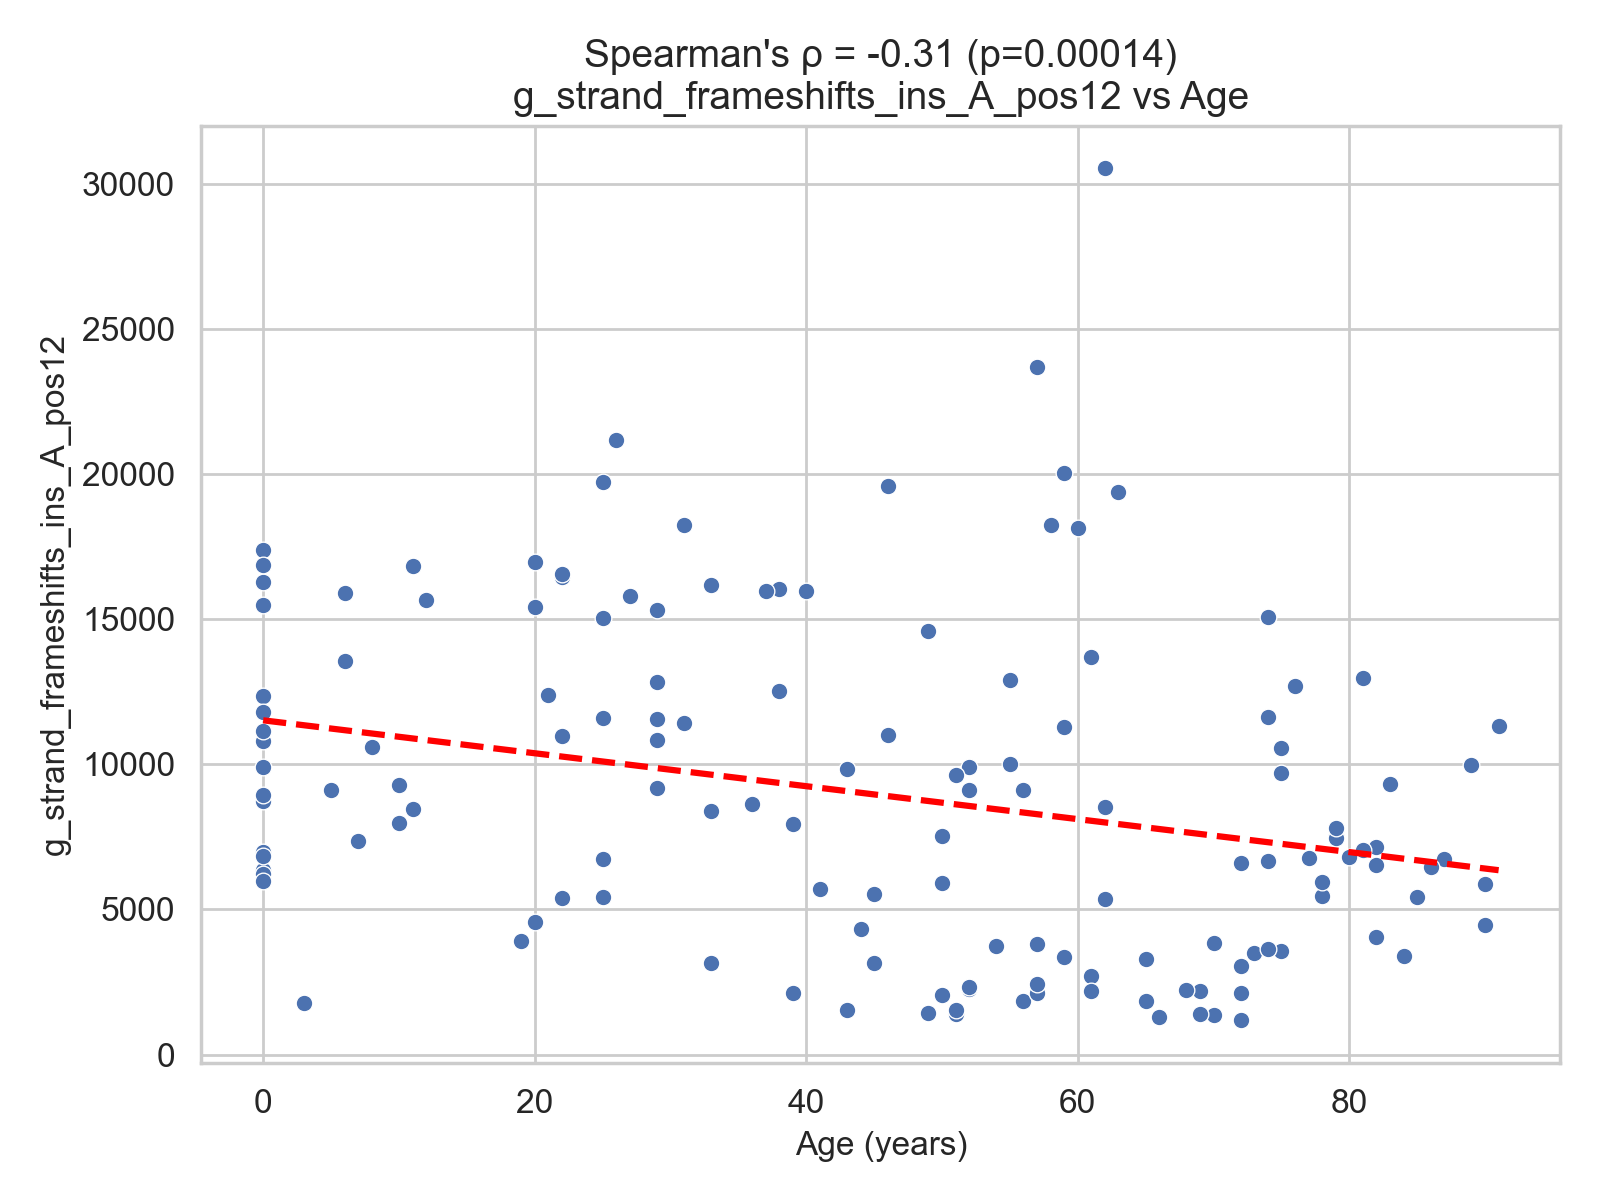 Spearman's ρ = -0.31 (p=0.00014)
g_strand_frameshifts_ins_A_pos12 vs Age
g_strand_frameshifts_ins_A_pos12
30000
25000
20000
15000
10000
5000
0
0 20 40 60 80
Age (years)